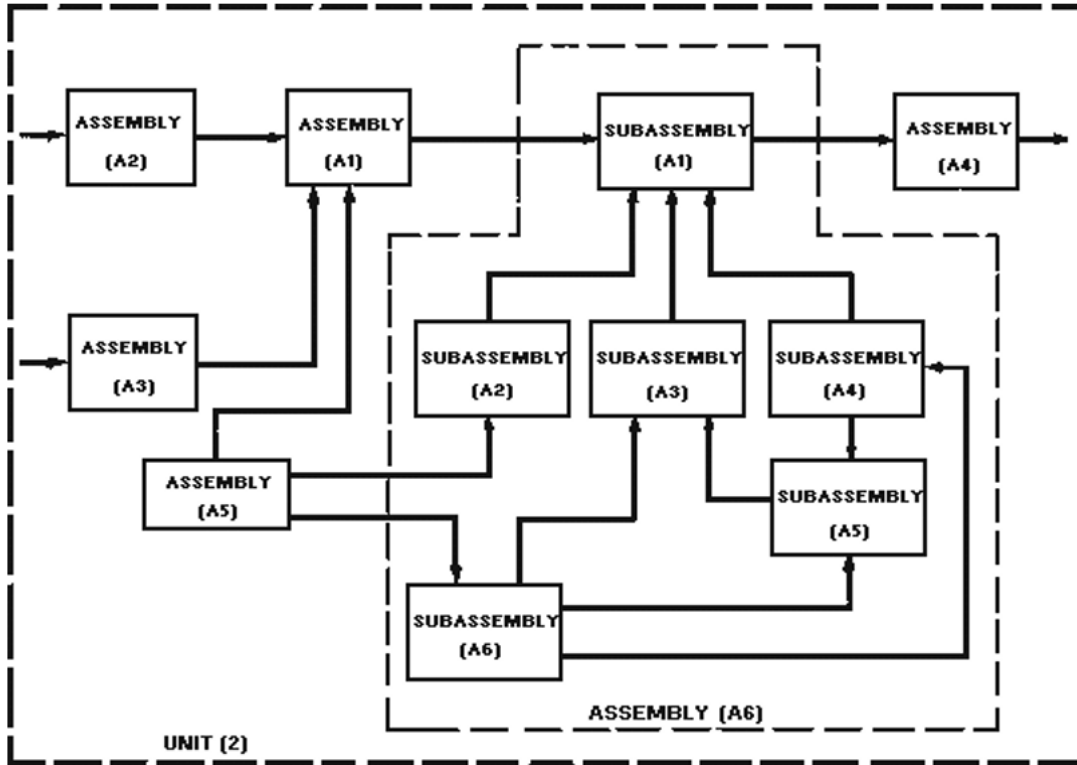 ASSEMBLY
(A2)
ASSEMBLY
(A1)
SUBASSEMBLY
(A1)
ASSEMBLY
(A4)
ASSEMBLY
(A3)
SUBASSEMBLY
(A2)
SUBASSEMBLY
(A3)
SUBASSEMBLY
(A4)
ASSEMBLY
(A5)
SUBASSEMBLY
(A5)
SUBASSEMBLY
(A6)
ASSEMBLY (A6)
UNIT (2)